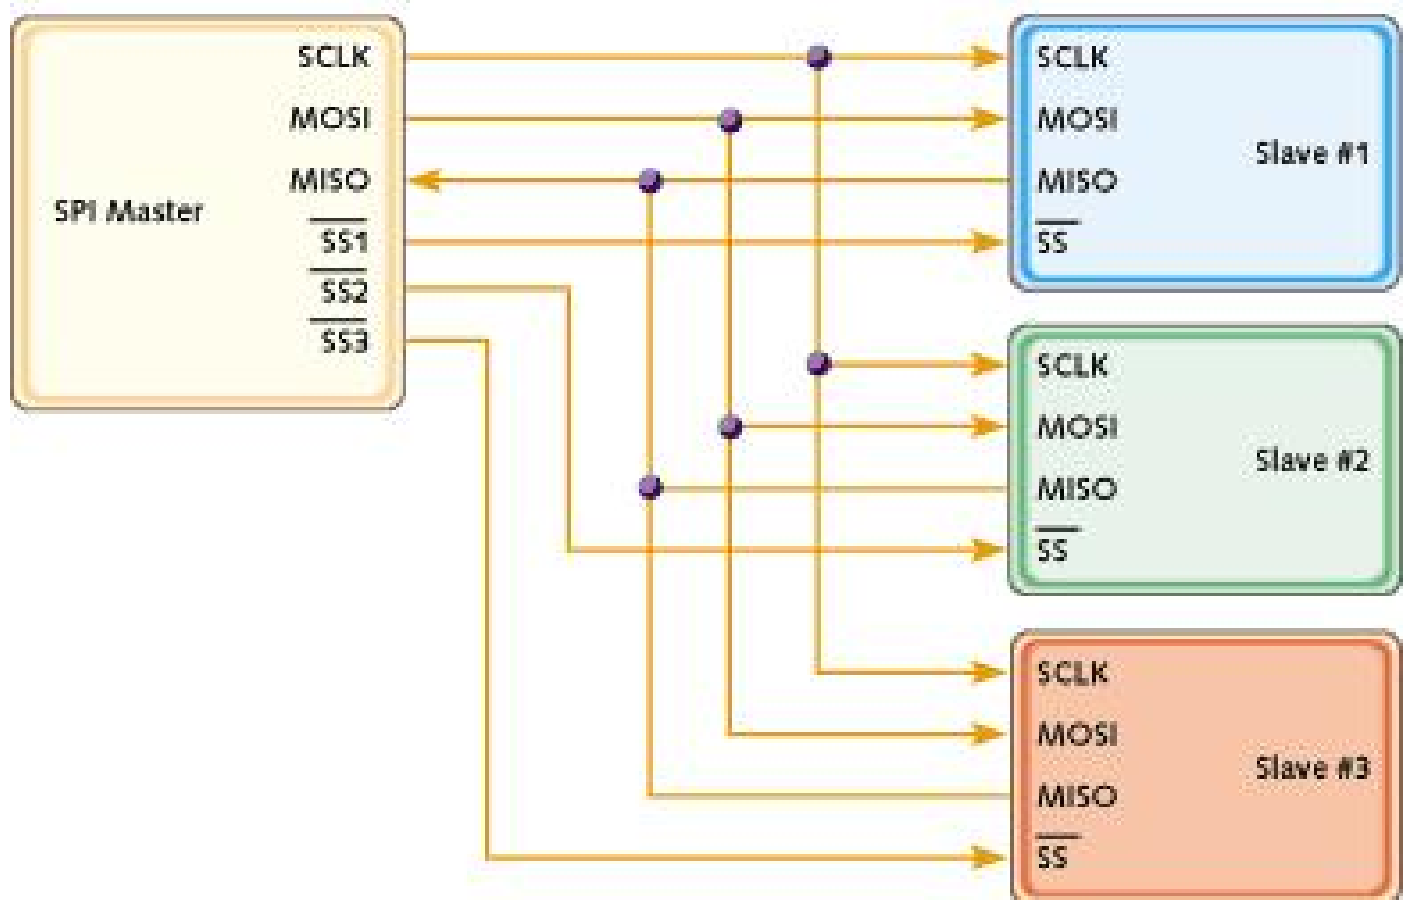 SPI Master
SCLK
MOSI
MISO
SS1
SS2
SS3
SCLK
MOSI
MISO
SS
Slave #1
SCLK
MOSI
MISO
SS
Slave #2
SCLK
MOSI
MISO
SS
Slave #3